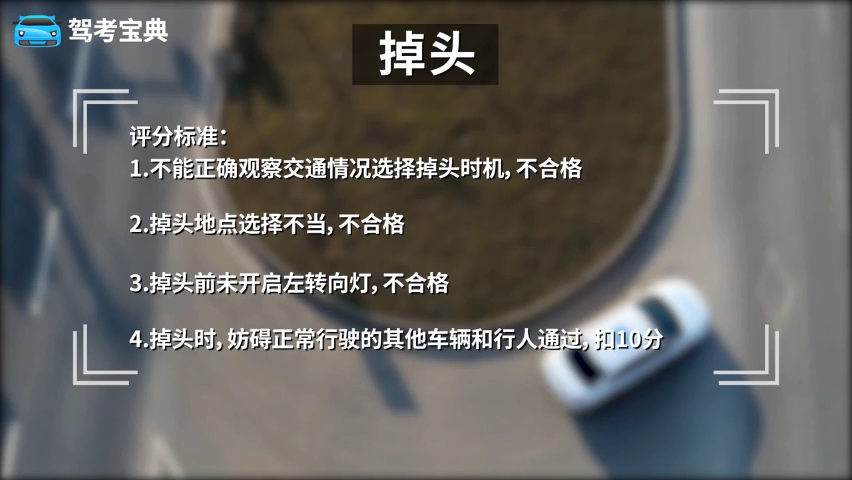 驾考宝典
掉头
评分标准：
1.不能正确观察交通情况选择掉头时机，不合格
2.掉头地点选择不当，不合格
3.掉头前未开启左转向灯，不合格
4.掉头时，妨碍正常行驶的其他车辆和行人通过，扣10分